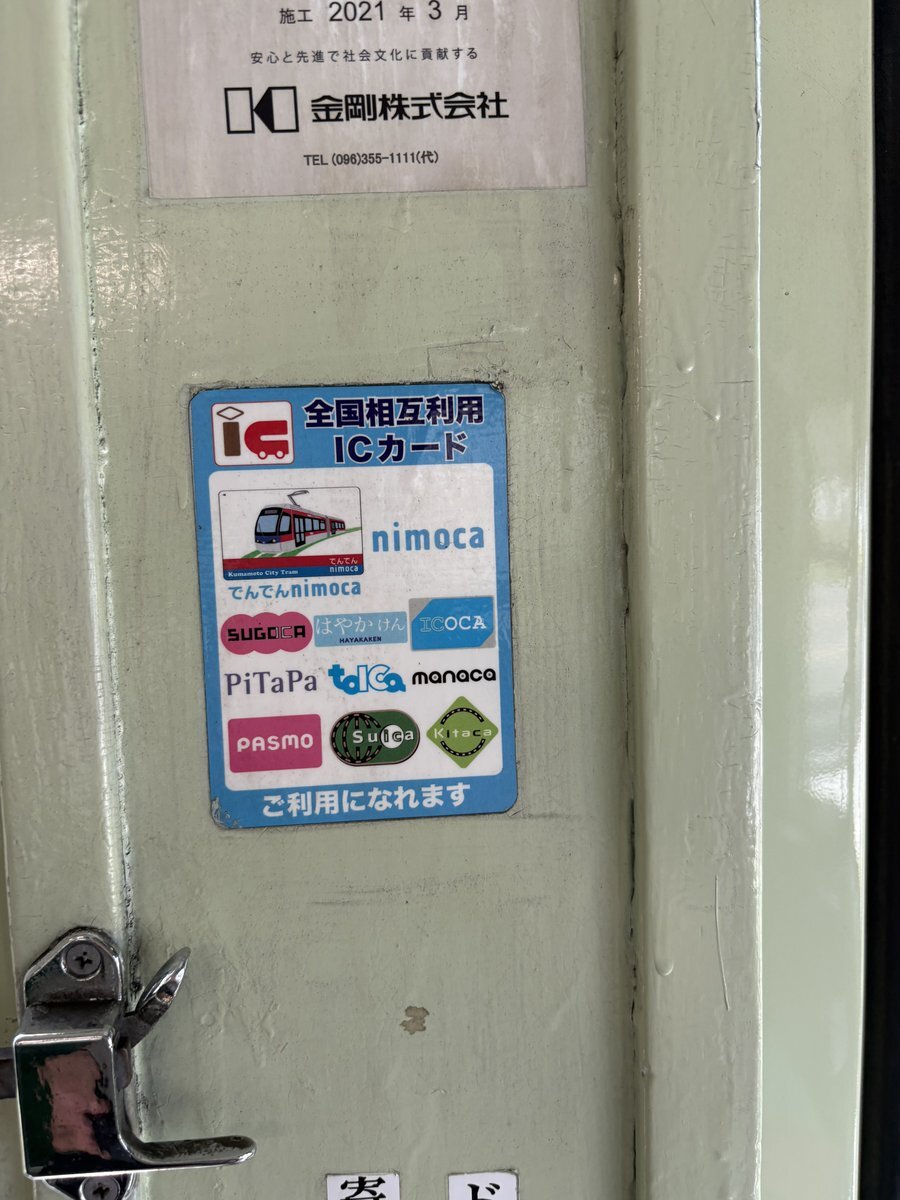 施工 2021 年 3 月
安心と先進で社会文化に貢献する
金剛株式会社
TEL (096)355-1111(代)
ic 全国相互利用
ICカード
nimoca
でんでん
nimoca
Kumamoto City Tram
でんでんnimoca
SUGOCA はやかけん ICOCA
HAYAKAKEN
PiTaPa toICa manaca
PASMO Suica Kitaca
ご利用になれます
寄 ド